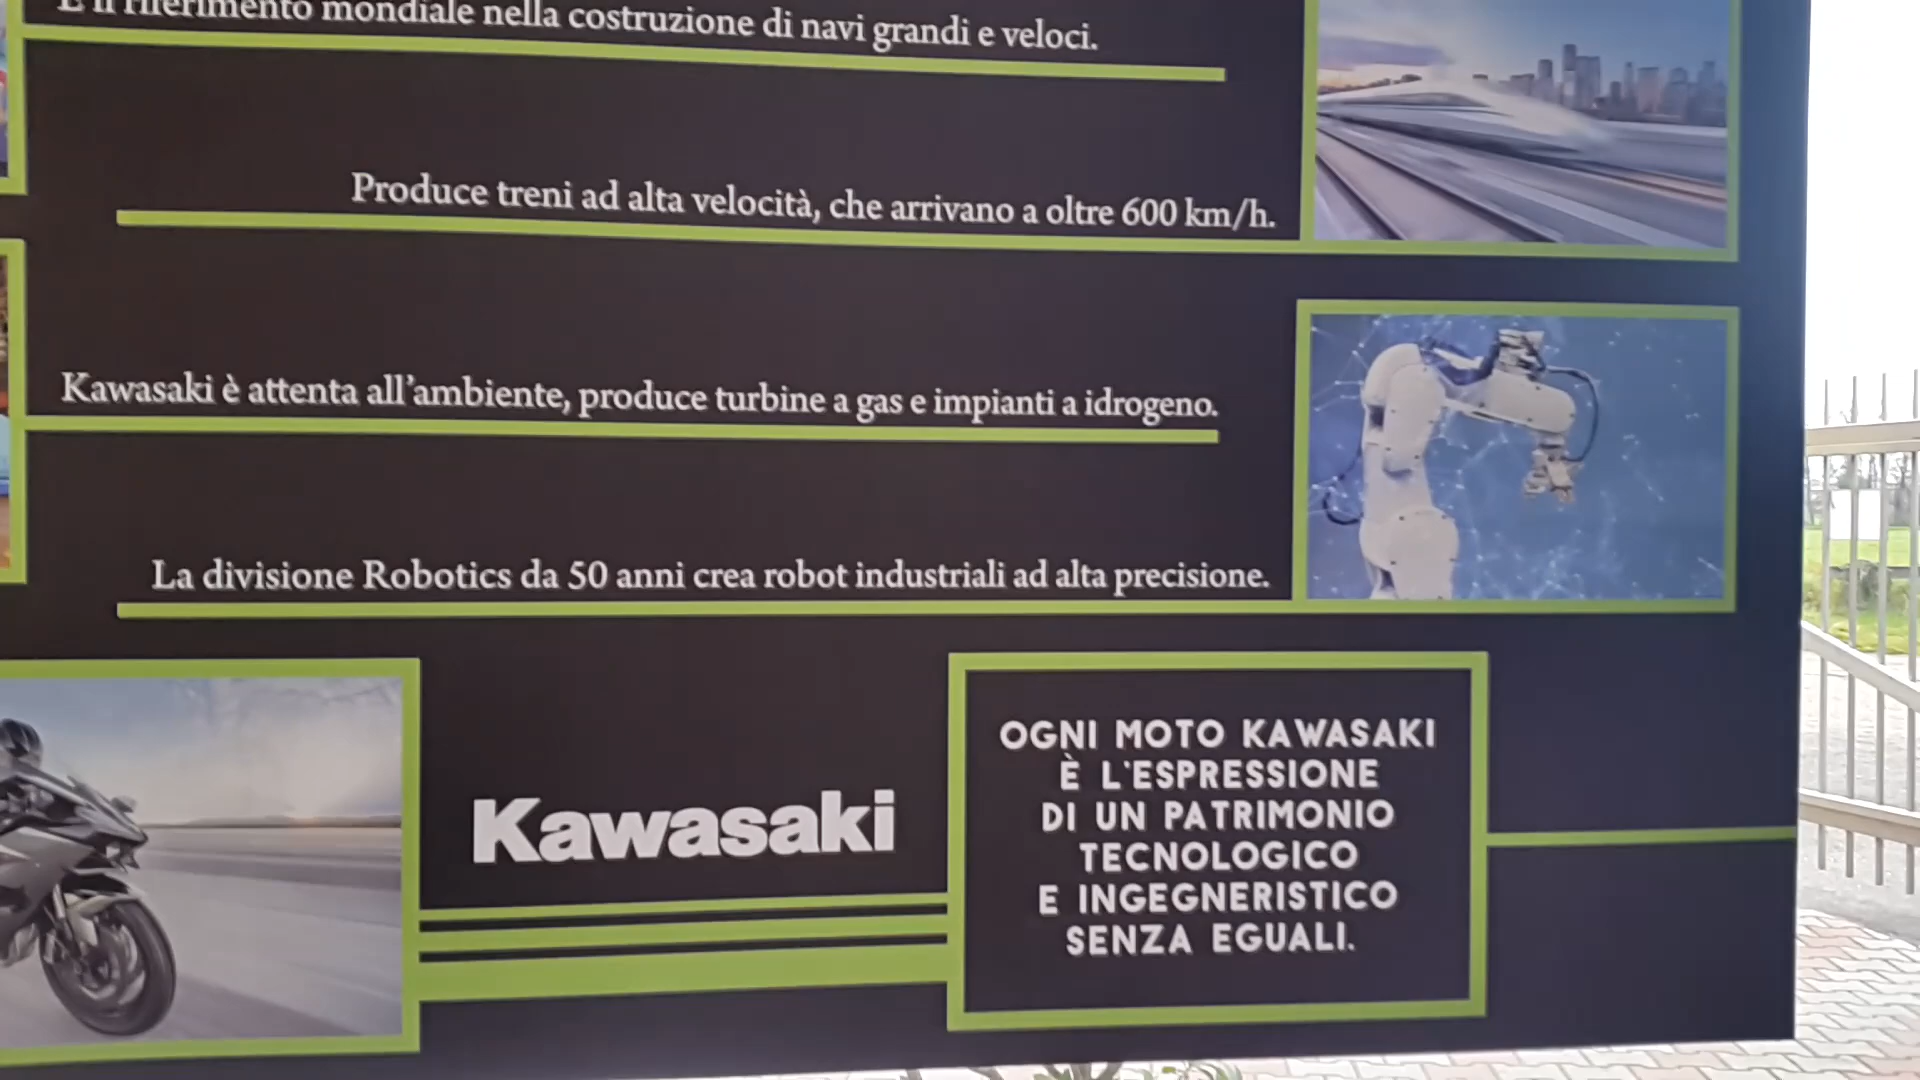 È il riferimento mondiale nella costruzione di navi grandi e veloci.
Produce treni ad alta velocità, che arrivano a oltre 600 km/h.
Kawasaki è attenta all'ambiente, produce turbine a gas e impianti a idrogeno.
La divisione Robotics da 50 anni crea robot industriali ad alta precisione.
Kawasaki
OGNI MOTO KAWASAKI
È L'ESPRESSIONE
DI UN PATRIMONIO
TECNOLOGICO
E INGEGNERISTICO
SENZA EGUALI.